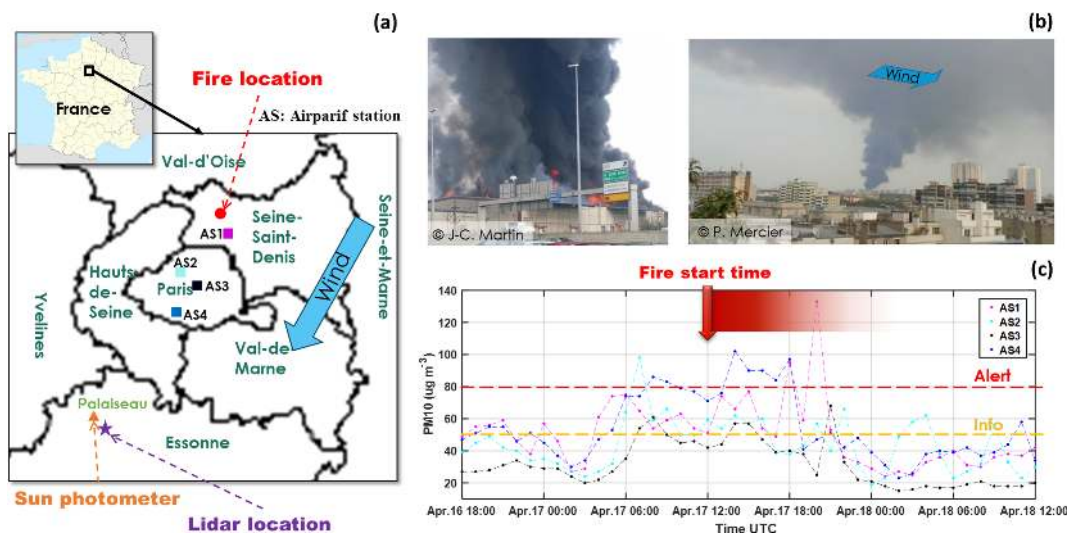 (a)
France
Fire location
AS: Airparif station
Val-d'Oise
Seine-et-Marne
AS1
Seine-
Saint-
Denis
AS2
Hauts-
de-
Seine
Paris
AS3
AS4
Wind
Yvelines
Val-de-
Marne
Palaiseau
Essonne
Sun photometer
Lidar location
(b)
© J-C. Martin
Wind
© P. Mercier
Fire start time
(c)
140
120
100
80
60
40
20
0
PM10 (ug m-3)
AS1
AS2
AS3
AS4
Alert
Info
Apr.16 18:00
Apr.17 00:00
Apr.17 06:00
Apr.17 12:00
Apr.17 18:00
Apr.18 00:00
Apr.18 06:00
Apr.18 12:00
Time UTC